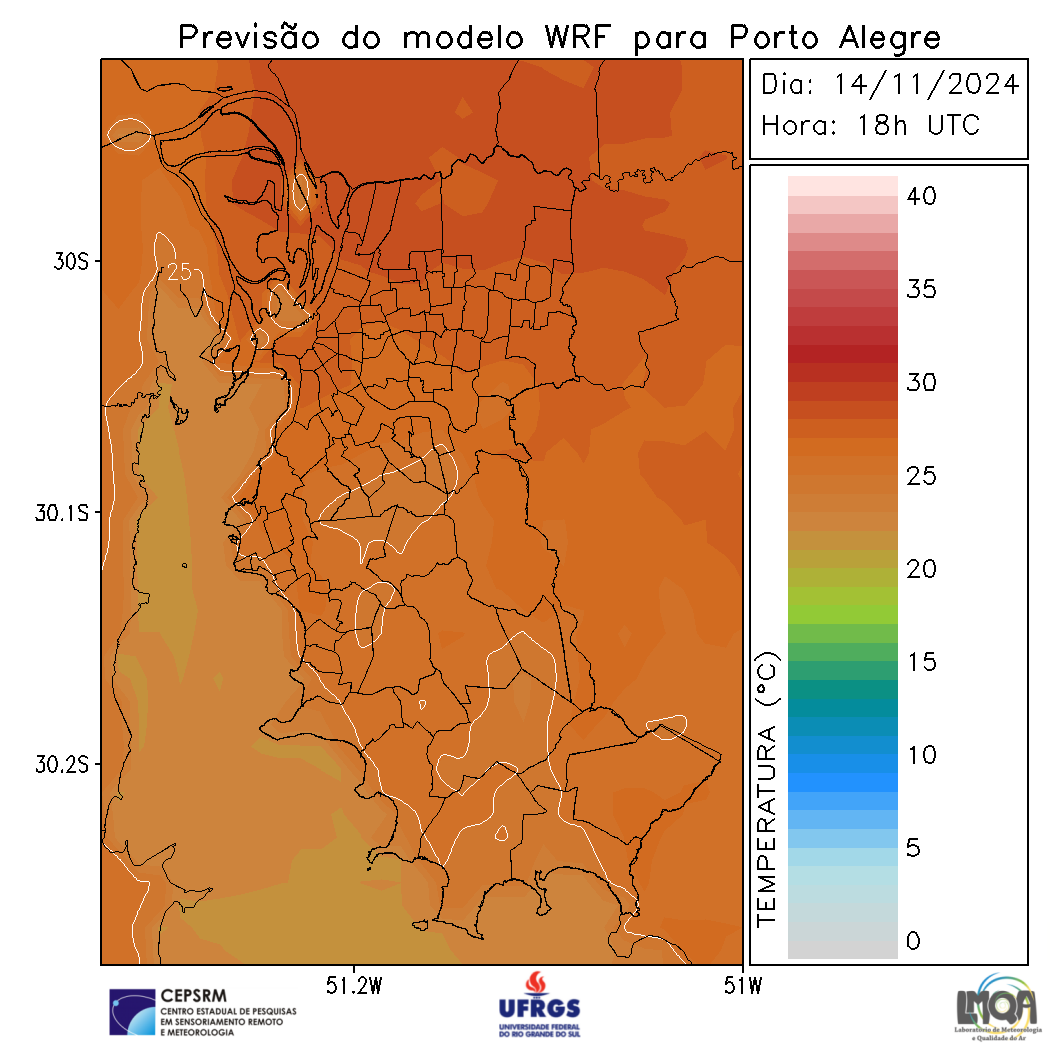 Previsão do modelo WRF para Porto Alegre
Dia: 14/11/2024
Hora: 18h UTC
40
35
30
25
20
15
10
5
0
TEMPERATURA (°C)
30S
30.1S
30.2S
25
51.2W
51W
CEPSRM
CENTRO ESTADUAL DE PESQUISAS
EM SENSORIAMENTO REMOTO
E METEOROLOGIA
UFRGS
UNIVERSIDADE FEDERAL
DO RIO GRANDE DO SUL
LMQA
Laboratório de Meteorologia
e Qualidade do Ar